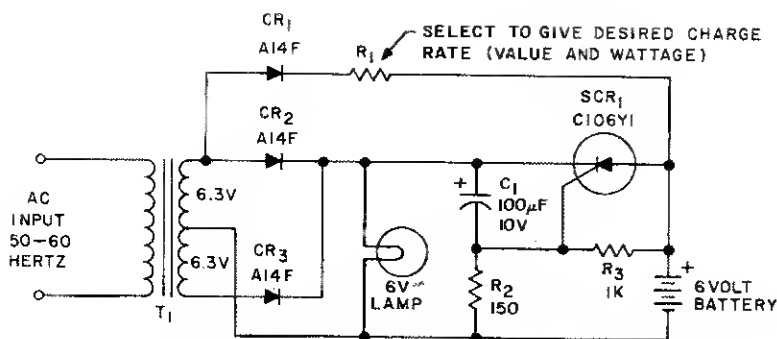 CR₁
A14F
R₁
SELECT TO GIVE DESIRED CHARGE
RATE (VALUE AND WATTAGE)
CR₂
A14F
SCR₁
C106Y1
AC
INPUT
50-60
HERTZ
6.3V
6.3V
T₁
CR₃
A14F
6V
LAMP
+
C₁
100μF
10V
R₂
150
R₃
1K
+
6VOLT
BATTERY